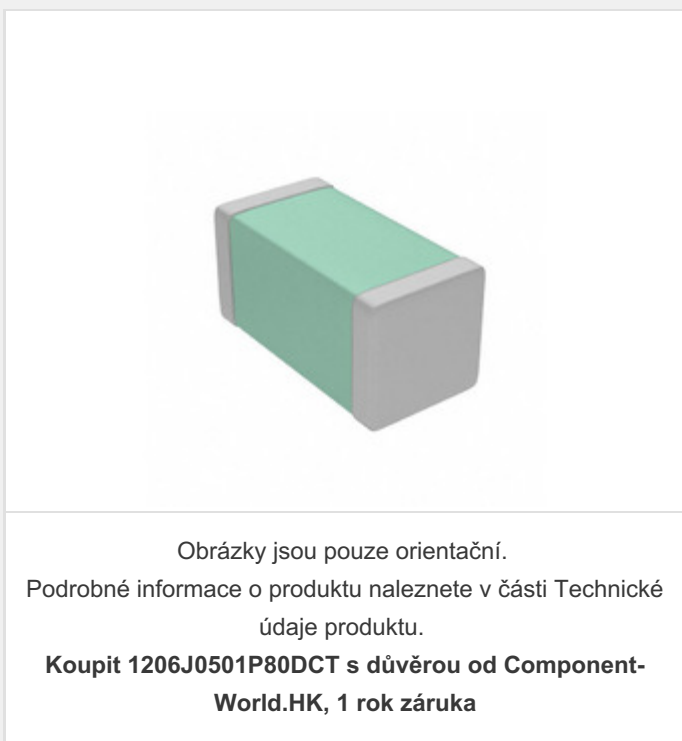 Obrázky jsou pouze orientační.
Podrobné informace o produktu naleznete v části Technické
údaje produktu.
Koupit 1206J0501P80DCT s důvěrou od Component-
World.HK, 1 rok záruka